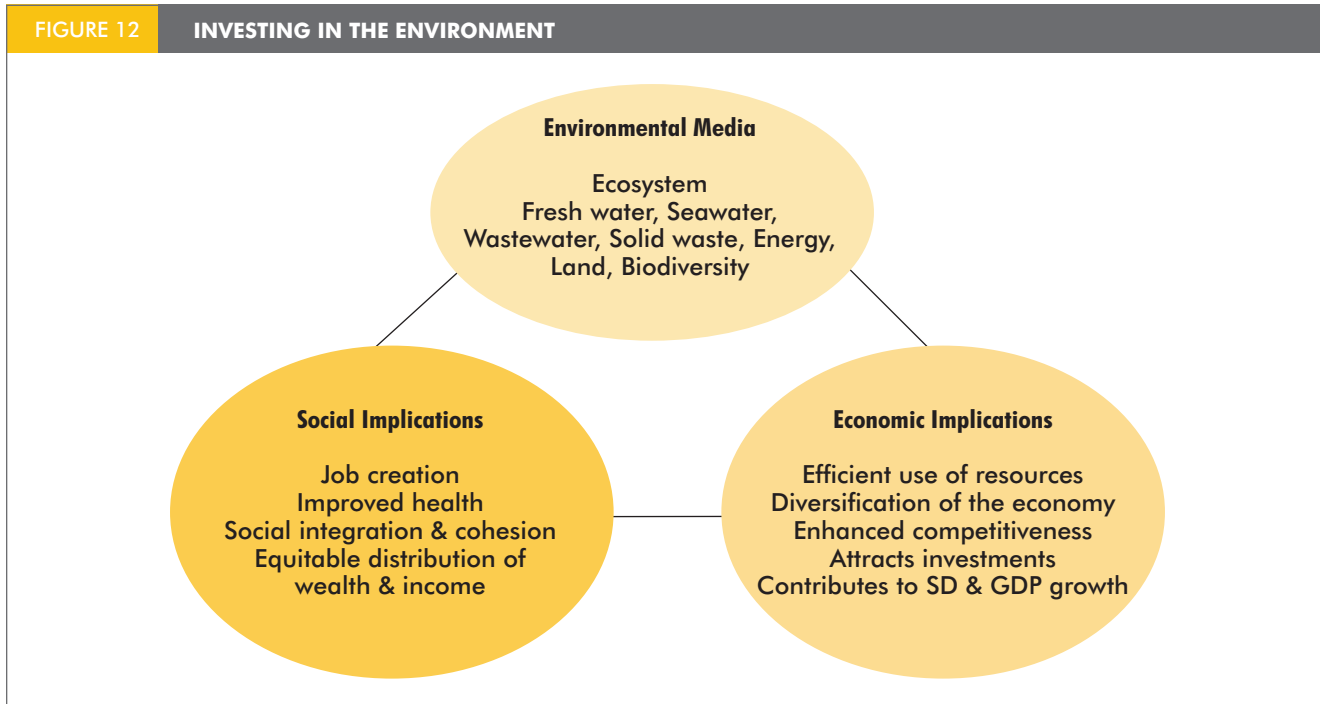 FIGURE 12
INVESTING IN THE ENVIRONMENT
Environmental Media
Ecosystem
Fresh water, Seawater,
Wastewater, Solid waste, Energy,
Land, Biodiversity
Social Implications
Job creation
Improved health
Social integration & cohesion
Equitable distribution of
wealth & income
Economic Implications
Efficient use of resources
Diversification of the economy
Enhanced competitiveness
Attracts investments
Contributes to SD & GDP growth